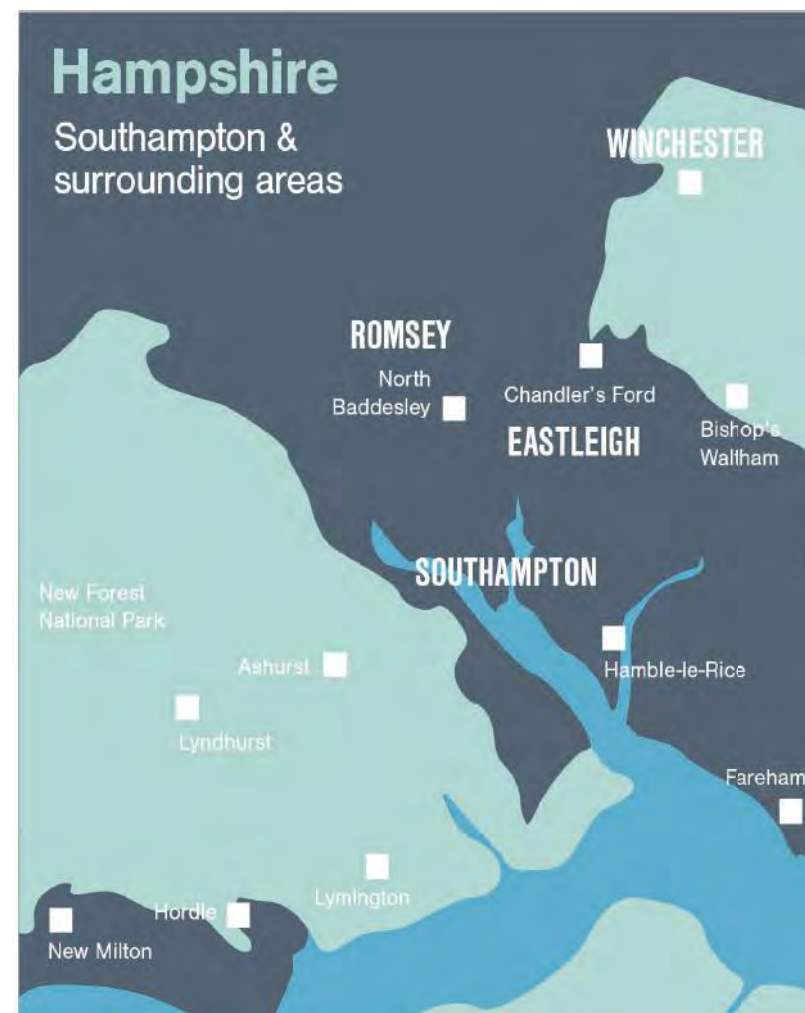 Hampshire
Southampton &
surrounding areas
WINCHESTER
ROMSEY
North
Baddesley
Chandler's Ford
EASTLEIGH
Bishop's
Waltham
SOUTHAMPTON
New Forest
National Park
Ashurst
Hamble-le-Rice
Lyndhurst
Fareham
Lymington
Hordle
New Milton